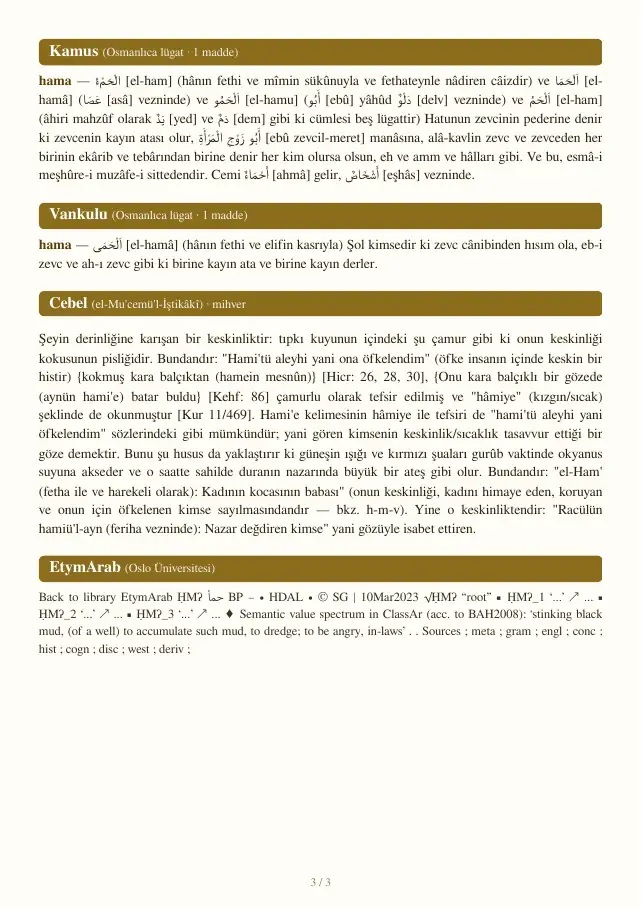 Kamus (Osmanlıca lügat · 1 madde)
hama — الْحَمْءُ [el-ham] (hânın fethi ve mîmin sükûnuyla ve fethateynle nâdiren câizdir) ve اَلْحَمَا [el-
hamâ] (عَصَا [asâ] vezninde) ve اَلْحَمُو [el-hamu] (أَبُو [ebû] yâhûd دَلْوٌ [delv] vezninde) ve اَلْحَمُ [el-ham]
(âhiri mahzûf olarak يَدْ [yed] ve دَمْ [dem] gibi ki cümlesi beş lügattir) Hatunun zevcinin pederine denir
ki zevcenin kayın atası olur, أَبُو زَوْجِ الْمَرْأَةِ [ebû zevcil-meret] manâsına, alâ-kavlin zevc ve zevceden her
birinin ekârib ve tebârından birine denir her kim olursa olsun, eh ve amm ve hâlları gibi. Ve bu, esmâ-i
meşhûre-i muzâfe-i sittedendir. Cemi أَحْمَاءٌ [ahmâ] gelir, أَشْخَاصٌ [eşhâs] vezninde.
Vankulu (Osmanlıca lügat · 1 madde)
hama — اَلْحَمَى [el-hamâ] (hânın fethi ve elifin kasrıyla) Şol kimsedir ki zevc cânibinden hısım ola, eb-i
zevc ve ah-ı zevc gibi ki birine kayın ata ve birine kayın derler.
Cebel (el-Mu'cemü'l-İştikâkî) · mihver
Şeyin derinliğine karışan bir keskinliktir: tıpkı kuyunun içindeki şu çamur gibi ki onun keskinliği
kokusunun pisliğidir. Bundandır: "Hami'tü aleyhi yani ona öfkelendim" (öfke insanın içinde keskin bir
histir) {kokmuş kara balçıktan (hamein mesnûn)} [Hicr: 26, 28, 30], {Onu kara balçıklı bir gözede
(aynün hami'e) batar buldu} [Kehf: 86] çamurlu olarak tefsir edilmiş ve "hâmiye" (kızgın/sıcak)
şeklinde de okunmuştur [Kur 11/469]. Hami'e kelimesinin hâmiye ile tefsiri de "hami'tü aleyhi yani
öfkelendim" sözlerindeki gibi mümkündür; yani gören kimsenin keskinlik/sıcaklık tasavvur ettiği bir
göze demektir. Bunu şu husus da yaklaştırır ki güneşin ışığı ve kırmızı şuaları gurûb vaktinde okyanus
suyuna akseder ve o saatte sahilde duranın nazarında büyük bir ateş gibi olur. Bundandır: "el-Ham'
(fetha ile ve harekeli olarak): Kadının kocasının babası" (onun keskinliği, kadını himaye eden, koruyan
ve onun için öfkelenen kimse sayılmasındandır — bkz. h-m-v). Yine o keskinliktendir: "Racülün
hamiü'l-ayn (feriha vezninde): Nazar değdiren kimse" yani gözüyle isabet ettiren.
EtymArab (Oslo Üniversitesi)
Back to library EtymArab ḤMʔ حمأ BP – • HDAL • © SG | 10Mar2023 √ḤMʔ “root” ▪ ḤMʔ_1 ‘...’ ↗ ... ▪
ḤMʔ_2 ‘...’ ↗ ... ▪ ḤMʔ_3 ‘...’ ↗ ... ♦ Semantic value spectrum in ClassAr (acc. to BAH2008): ‘stinking black
mud, (of a well) to accumulate such mud, to dredge; to be angry, in-laws’ . . Sources ; meta ; gram ; engl ; conc ;
hist ; cogn ; disc ; west ; deriv ;
3 / 3